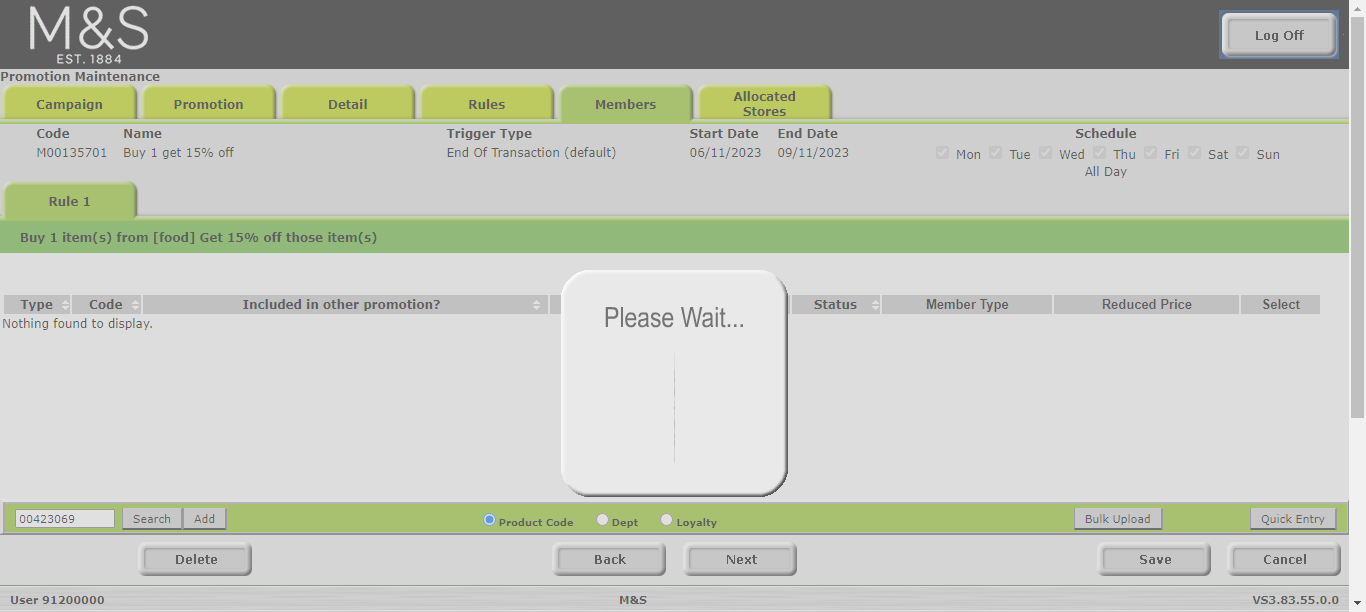 M&S
EST. 1884
Log Off
Promotion Maintenance
Campaign Promotion Detail Rules Members Allocated Stores
Code Name Trigger Type Start Date End Date Schedule
M00135701 Buy 1 get 15% off End Of Transaction (default) 06/11/2023 09/11/2023 Mon Tue Wed Thu Fri Sat Sun
All Day
Rule 1
Buy 1 item(s) from [food] Get 15% off those item(s)
Type Code Included in other promotion? Status Member Type Reduced Price Select
Nothing found to display.
Please Wait...
00423069 Search Add Product Code Dept Loyalty Bulk Upload Quick Entry
Delete Back Next Save Cancel
User 91200000 M&S VS3.83.55.0.0